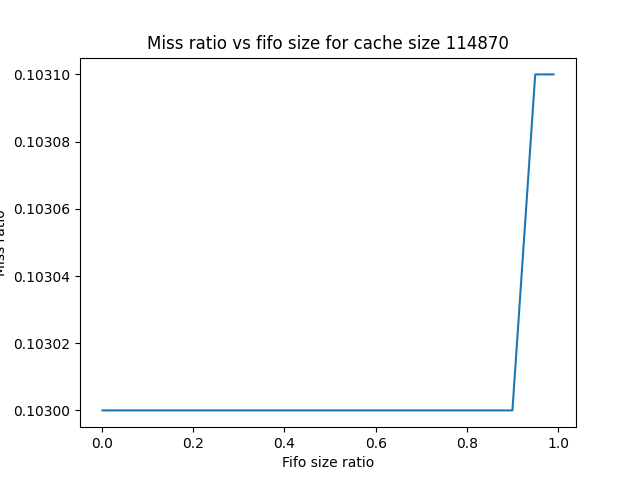 Miss ratio vs fifo size for cache size 114870
0.10310
0.10308
0.10306
0.10304
0.10302
0.10300
Miss ratio
0.0 0.2 0.4 0.6 0.8 1.0
Fifo size ratio